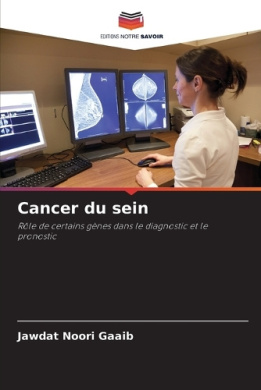 EDITIONS NOTRE SAVOIR
Cancer du sein
Rôle de certains gènes dans le diagnostic et le
pronostic
Jawdat Noori Gaaib